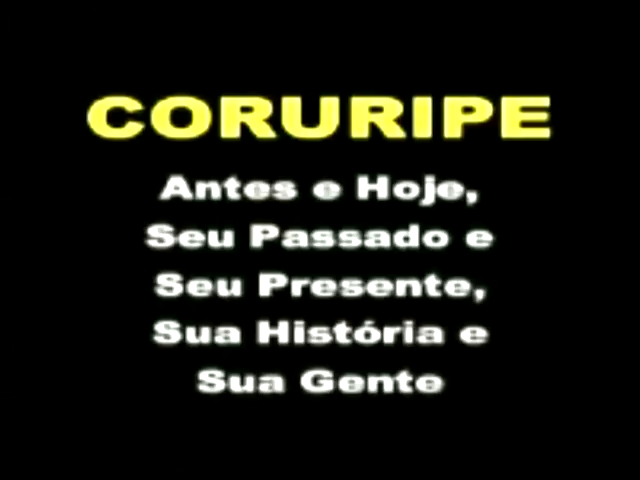 CORURIPE
Antes e Hoje,
Seu Passado e
Seu Presente,
Sua História e
Sua Gente